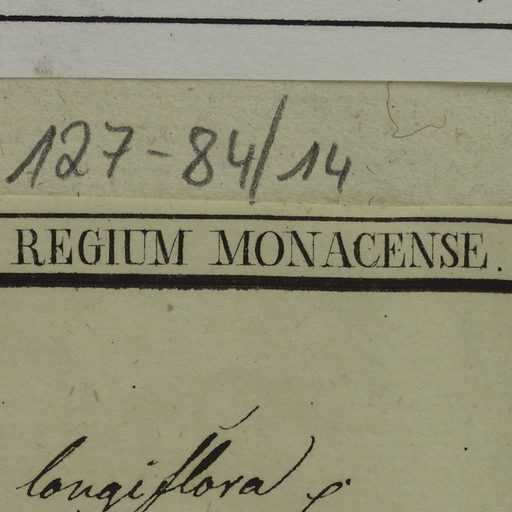 127-84/14
REGIUM MONACENSE.
longiflora